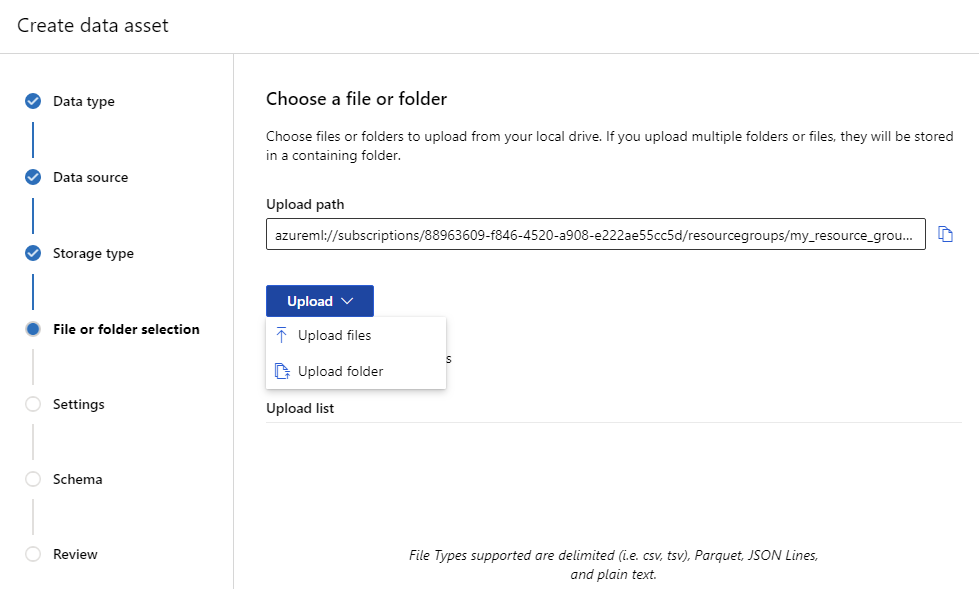 Create data asset
Data type
Data source
Storage type
File or folder selection
Settings
Schema
Review
Choose a file or folder
Choose files or folders to upload from your local drive. If you upload multiple folders or files, they will be stored
in a containing folder.
Upload path
azureml://subscriptions/88963609-f846-4520-a908-e222ae55cc5d/resourcegroups/my_resource_grou...
Upload
Upload files
Upload folder
s
Upload list
File Types supported are delimited (i.e. csv, tsv), Parquet, JSON Lines,
and plain text.